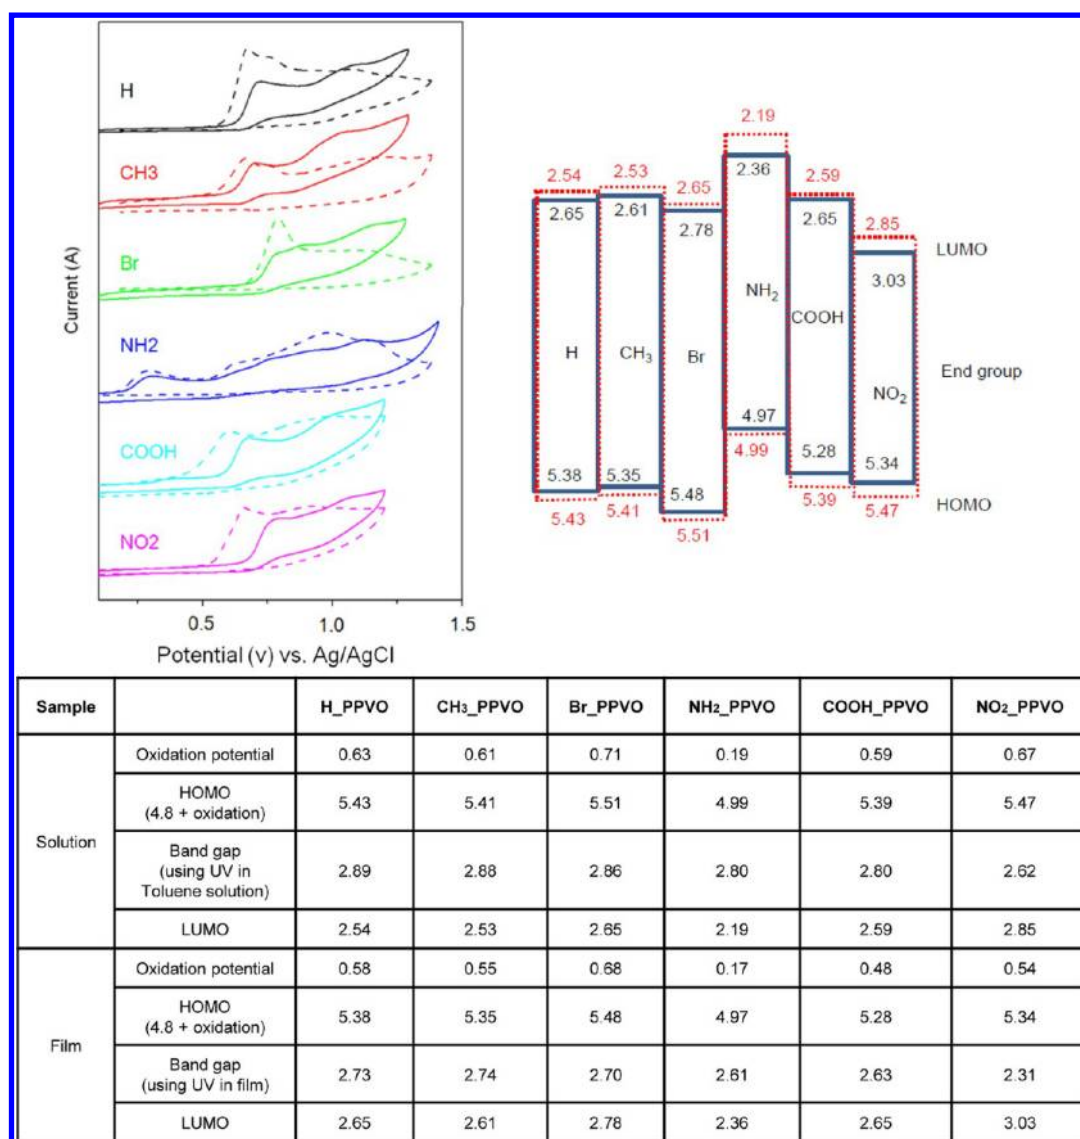 H
CH3
Br
NH2
COOH
NO2
Current (A)
0.5 1.0 1.5
Potential (v) vs. Ag/AgCl
2.19
2.54 2.53 2.65 2.36 2.59
2.65 2.61 2.78 2.65 2.85
LUMO
3.03
NH2
COOH
H CH3 Br NO2 End group
4.97
4.99
5.38 5.35 5.48 5.28 5.34
5.43 5.41 5.51 5.39 5.47
HOMO
Sample H_PPVO CH3_PPVO Br_PPVO NH2_PPVO COOH_PPVO NO2_PPVO
Solution
Oxidation potential 0.63 0.61 0.71 0.19 0.59 0.67
HOMO
(4.8 + oxidation) 5.43 5.41 5.51 4.99 5.39 5.47
Band gap
(using UV in
Toluene solution) 2.89 2.88 2.86 2.80 2.80 2.62
LUMO 2.54 2.53 2.65 2.19 2.59 2.85
Film
Oxidation potential 0.58 0.55 0.68 0.17 0.48 0.54
HOMO
(4.8 + oxidation) 5.38 5.35 5.48 4.97 5.28 5.34
Band gap
(using UV in film) 2.73 2.74 2.70 2.61 2.63 2.31
LUMO 2.65 2.61 2.78 2.36 2.65 3.03